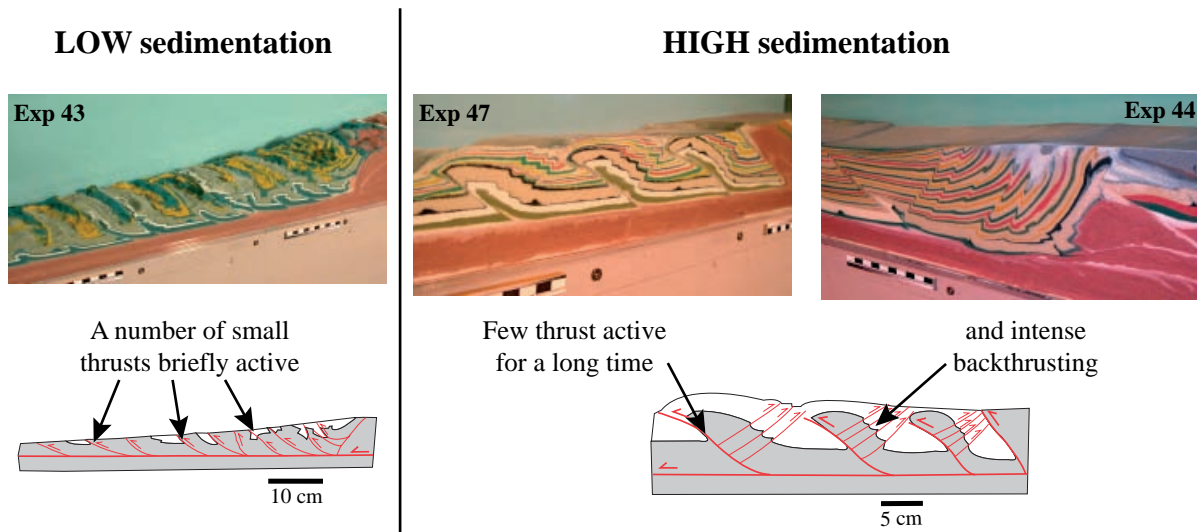 LOW sedimentation
HIGH sedimentation
Exp 43
Exp 47
Exp 44
A number of small
thrusts briefly active
Few thrust active
for a long time
and intense
backthrusting
10 cm
5 cm